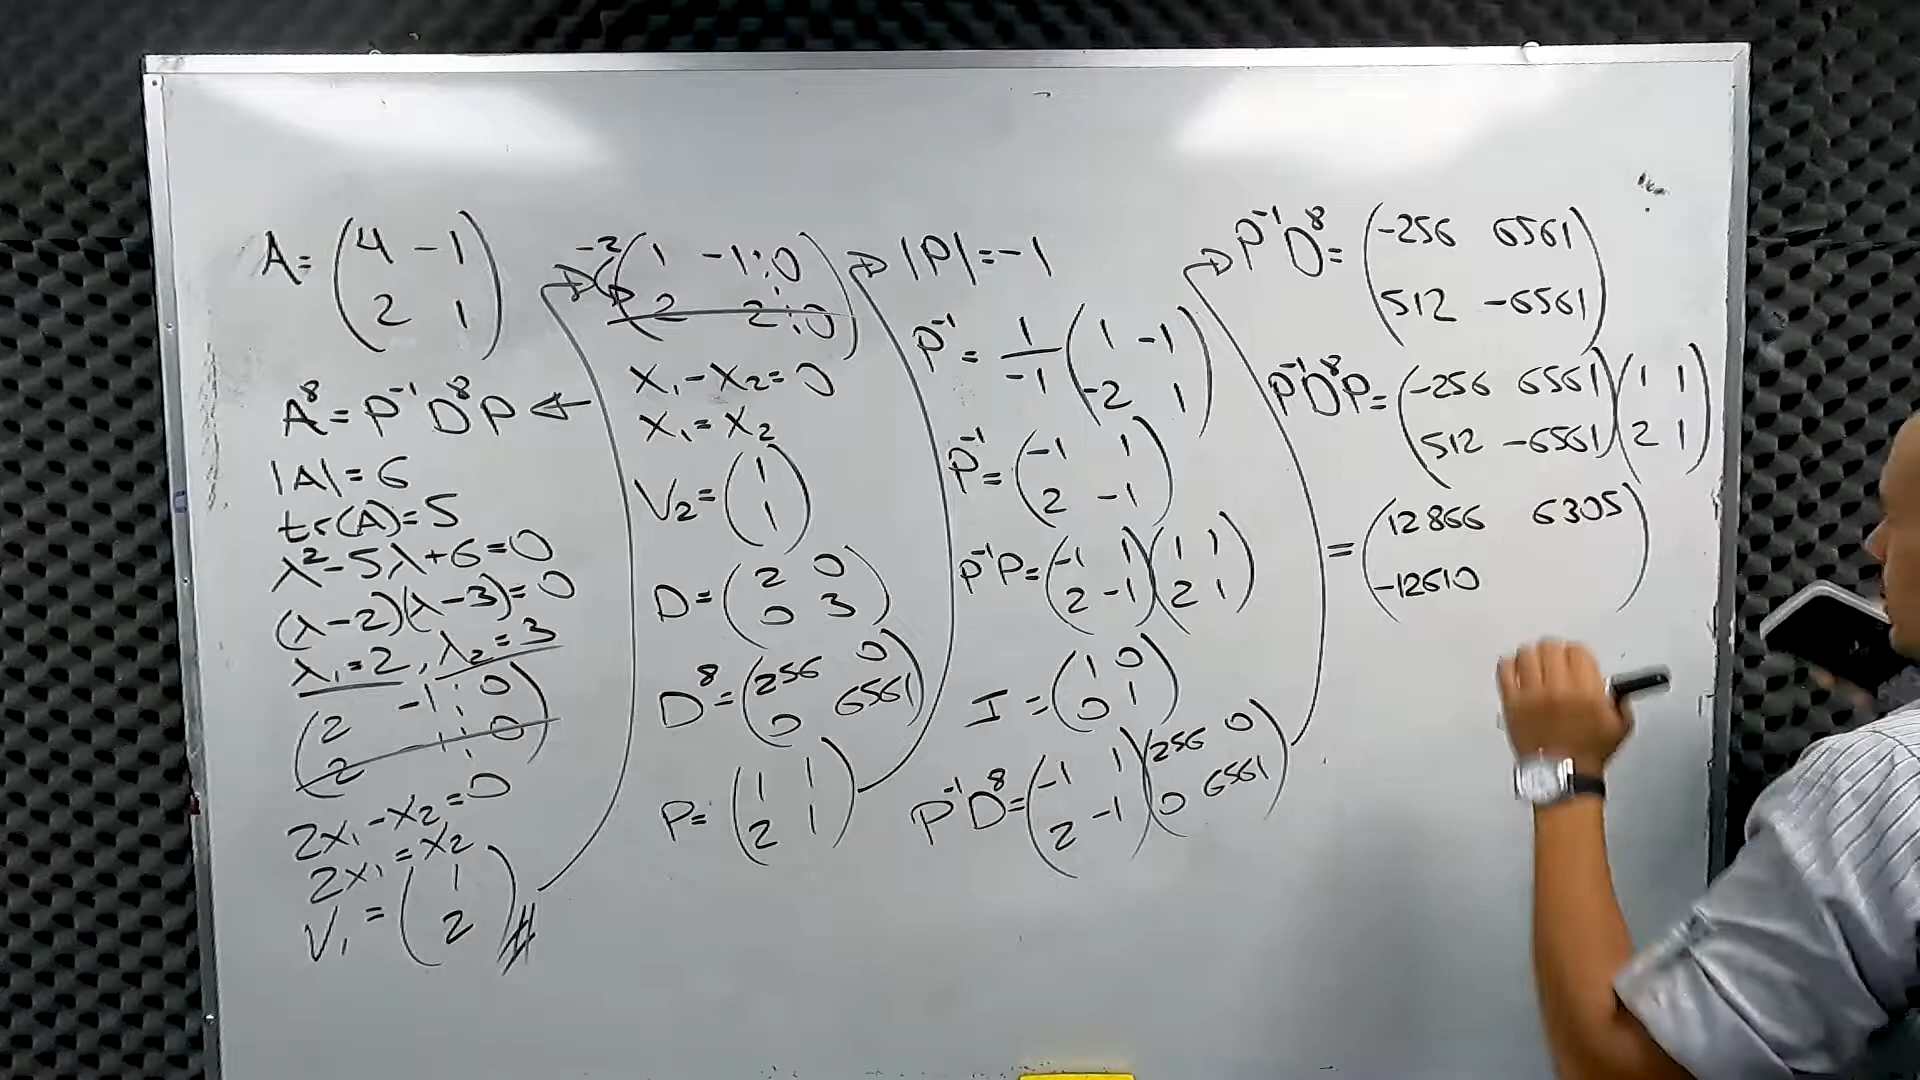 A= (4 -1
2 1)
A⁸=P⁻¹D⁸P
|A|=6
tr(A)=5
λ²-5λ+6=0
(λ-2)(λ-3)=0
λ₁=2, λ₂=3
(2 -1:0
2 -1:0)
2x₁-x₂=0
2x₁=x₂
V₁=(1
2)
-2(1 -1:0
2 2:0)
x₁-x₂=0
x₁=x₂
V₂=(1
1)
D=(2 0
0 3)
D⁸=(256 0
0 6561)
P=(1 1
2 1)
|P|=-1
P⁻¹=1/-1(1 -1
-2 1)
P⁻¹=(-1 1
2 -1)
P⁻¹P=(-1 1
2 -1)(1 1
2 1)
I=(1 0
0 1)
P⁻¹D⁸=(-1 1
2 -1)(256 0
0 6561)
P⁻¹D⁸=(-256 6561
512 -6561)
P⁻¹D⁸P=(-256 6561
512 -6561)(1 1
2 1)
=(12866 6305
-12610)